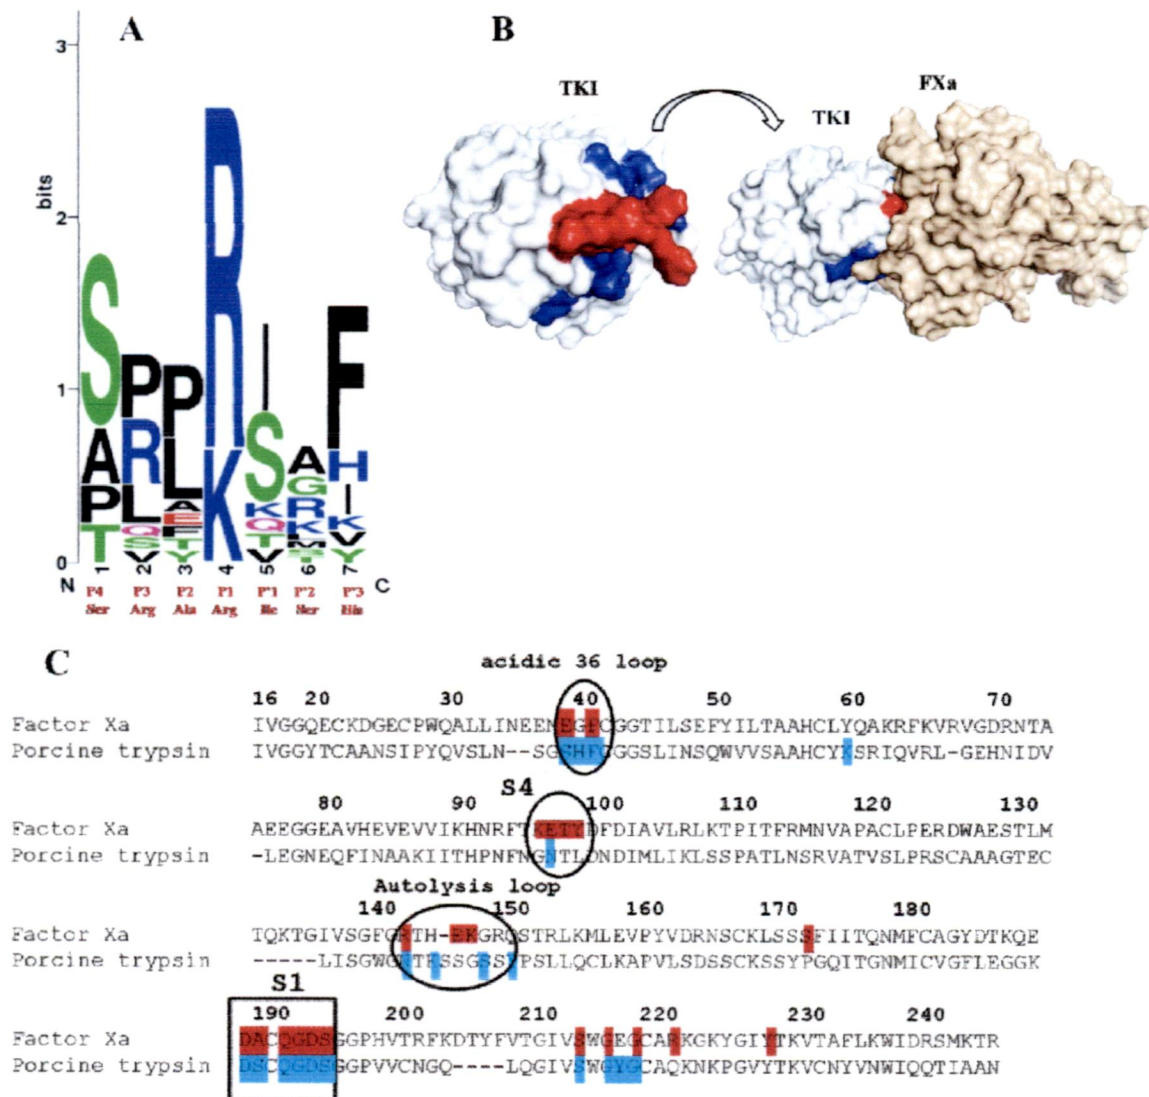 A
B
TKI
TKI
FXa
bits
3
2
1
0
S A P T
P R L Q S V
P L A E F T Y
R K
I S K Q T V
A G R K M
F H I K V Y
N 1 2 3 4 5 6 7 C
P4 P3 P2 P1 P'1 P'2 P'3
Ser Arg Ala Arg Ile Ser His
C
acidic 36 loop
16 20 30 40 50 60 70
Factor Xa IVGGQECKDGECPWQALLINEENEGFCGGTILSEFYILTAAHCLYQAKRFKVRVGDRNTA
Porcine trypsin IVGGYTCAANSIPYQVSLN--SGSHFCGGSLINSQWVVSAAHCYKSRIQVRL-GEHNIDV
S4
80 90 100 110 120 130
Factor Xa AEEGGEAVHEVEVVIKHNRFTKETYDFDIAVLRLKTPITFRMNVAPACLPERDWAESTLM
Porcine trypsin -LEGNEQFINAAKIITHPNFNGNTLDNDIMLIKLSSPATLNSRVATVSLPRSCAAAGTEC
Autolysis loop
140 150 160 170 180
Factor Xa TQKTGIVSGFGRTH-EKGRQSTRLKMLEVPYVDRNSCKLSSSFIITQNMFCAGYDTKQE
Porcine trypsin -----LISGWGNTKSSGSSYPSLLQCLKAPVLSDSSCKSSYPGQITGNMICVGFLEGGK
S1
190 200 210 221 230 240
Factor Xa DACQGDSGGPHVTRFKDTYFVTGIVSWGEGCARKGKYGIYTKVTAFLKWIDRSMKTR
Porcine trypsin DSCQGDSGGPVVCNGQ----LQGIVSWGYGCAQKNKPGVYTKVCNYVNWIQQTIAAN